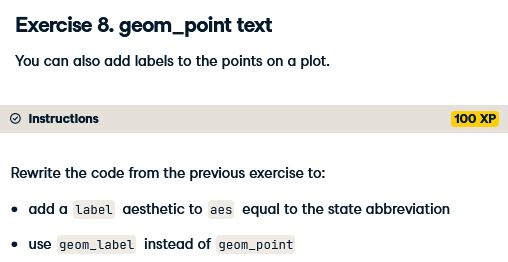 Exercise 8. geom_point text
You can also add labels to the points on a plot.
Instructions 100 XP
Rewrite the code from the previous exercise to:
• add a label aesthetic to aes equal to the state abbreviation
• use geom_label instead of geom_point